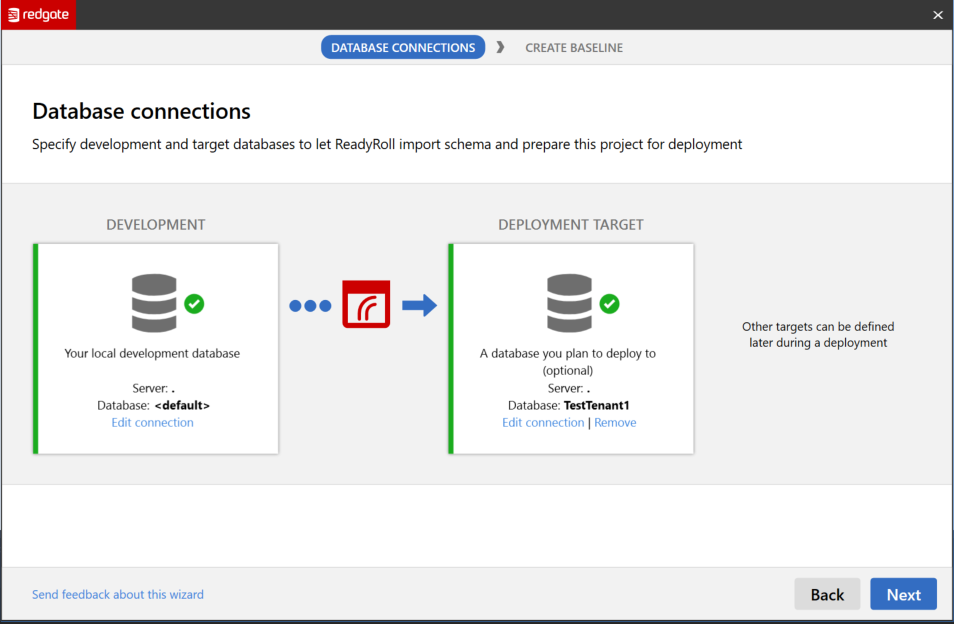 redgate
DATABASE CONNECTIONS
CREATE BASELINE
Database connections
Specify development and target databases to let ReadyRoll import schema and prepare this project for deployment
DEVELOPMENT
Your local development database
Server: .
Database: <default>
Edit connection
DEPLOYMENT TARGET
A database you plan to deploy to
(optional)
Server: .
Database: TestTenant1
Edit connection | Remove
Other targets can be defined
later during a deployment
Send feedback about this wizard
Back
Next